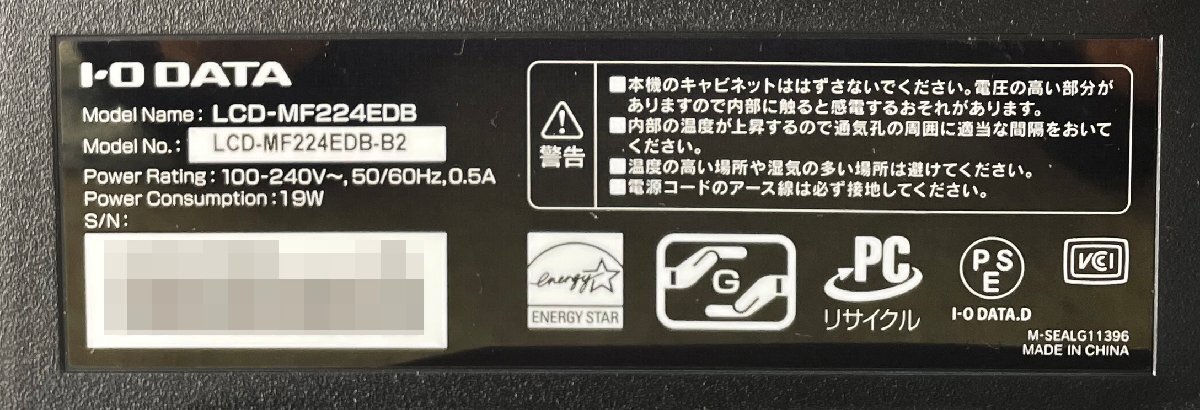 I-O DATA
Model Name: LCD-MF224EDB
Model No.: LCD-MF224EDB-B2
Power Rating: 100-240V~, 50/60Hz, 0.5A
Power Consumption: 19W
S/N:
警告
■本機のキャビネットははずさないでください。電圧の高い部分が
ありますので内部に触ると感電するおそれがあります。
■内部の温度が上昇するので通気孔の周囲に適当な間隔をおいて
ください。
■温度の高い場所や湿気の多い場所は避けてください。
■電源コードのアース線は必ず接地してください。
energy
ENERGY STAR
G
PC
リサイクル
PSE
I-O DATA.D
VCI
M-SEALG11396
MADE IN CHINA